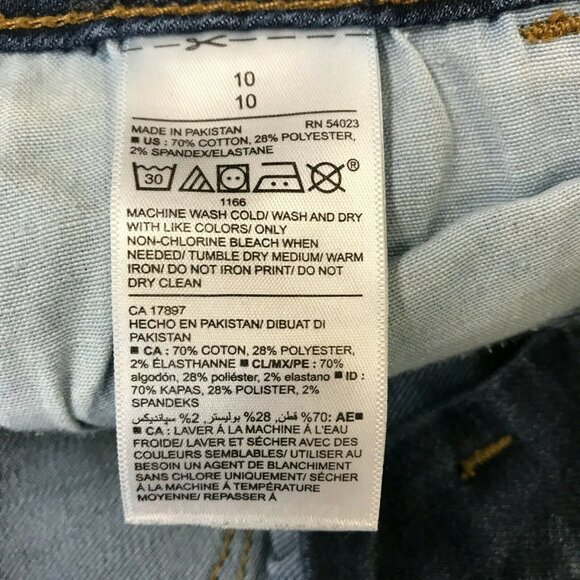 10
10
RN 54023
MADE IN PAKISTAN
■ US : 70% COTTON, 28% POLYESTER,
2% SPANDEX/ELASTANE
30
®
1166
MACHINE WASH COLD/ WASH AND DRY
WITH LIKE COLORS/ ONLY
NON-CHLORINE BLEACH WHEN
NEEDED/ TUMBLE DRY MEDIUM/ WARM
IRON/ DO NOT IRON PRINT/ DO NOT
DRY CLEAN
CA 17897
HECHO EN PAKISTAN/ DIBUAT DI
PAKISTAN
■ CA : 70% COTON, 28% POLYESTER,
2% ÉLASTHANNE ■ CL/MX/PE : 70%
algodón, 28% poliéster, 2% elastano ■ ID :
70% KAPAS, 28% POLISTER, 2%
SPANDEKS
■AE: 70% قطن, 28% بوليستر, 2% سپانديكس
■ CA : LAVER Á LA MACHINE Á L'EAU
FROIDE/ LAVER ET SÉCHER AVEC DES
COULEURS SEMBLABLES/ UTILISER AU
BESOIN UN AGENT DE BLANCHIMENT
SANS CHLORE UNIQUEMENT/ SÉCHER
Á LA MACHINE Á TEMPÉRATURE
MOYENNE/ REPASSER Á